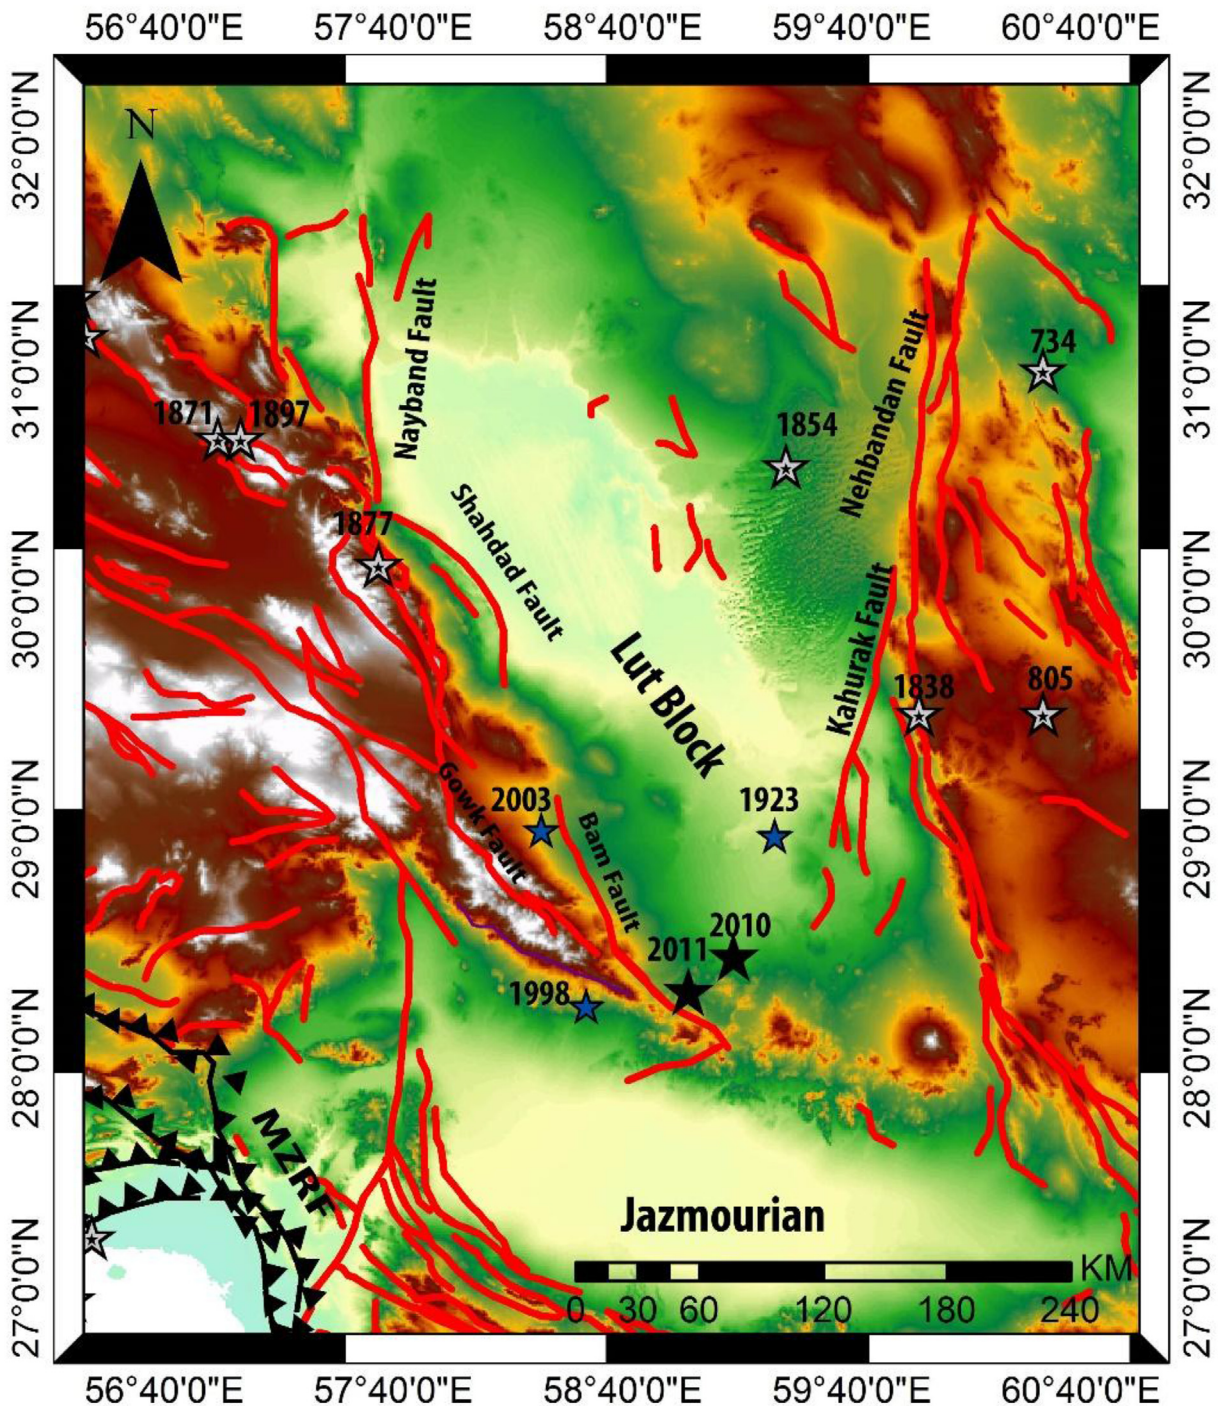 56°40'0"E 57°40'0"E 58°40'0"E 59°40'0"E 60°40'0"E
32°0'0"N
32°0'0"N
N
31°0'0"N
31°0'0"N
Nayband Fault
Nehbandan Fault
734
1871 1897
1854
1877
Shahdad Fault
30°0'0"N
30°0'0"N
Kahurak Fault
Lut Block
1838
805
Gowk Fault
2003
1923
Bam Fault
29°0'0"N
29°0'0"N
2010
2011
1998
28°0'0"N
28°0'0"N
MZRF
Jazmourian
27°0'0"N
27°0'0"N
KM
0 30 60 120 180 240
56°40'0"E 57°40'0"E 58°40'0"E 59°40'0"E 60°40'0"E